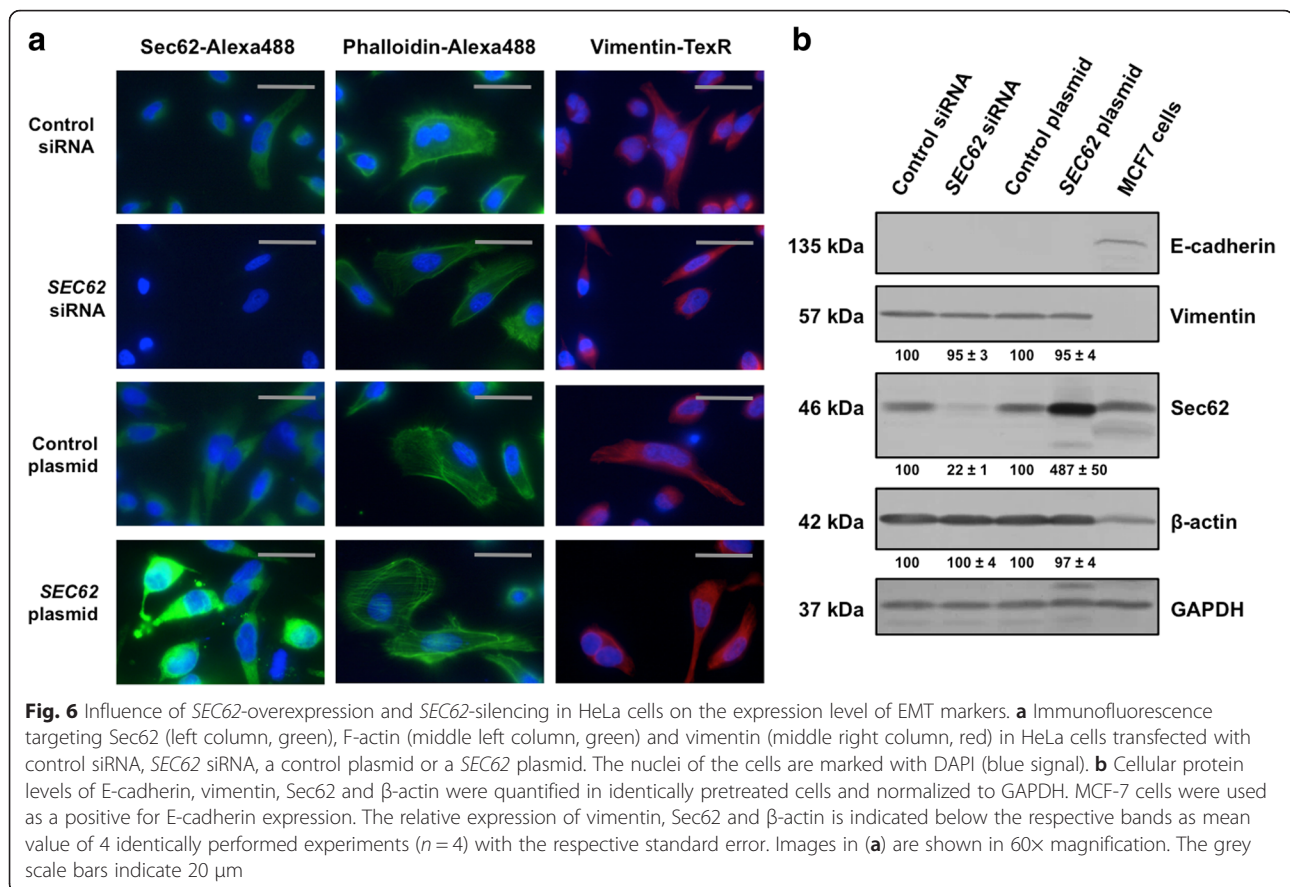 a
Sec62-Alexa488 Phalloidin-Alexa488 Vimentin-TexR
Control
siRNA
SEC62
siRNA
Control
plasmid
SEC62
plasmid
b
Control siRNA
SEC62 siRNA
Control plasmid
SEC62 plasmid
MCF7 cells
135 kDa E-cadherin
57 kDa Vimentin
100 95 ± 3 100 95 ± 4
46 kDa Sec62
100 22 ± 1 100 487 ± 50
42 kDa β-actin
100 100 ± 4 100 97 ± 4
37 kDa GAPDH
Fig. 6 Influence of SEC62-overexpression and SEC62-silencing in HeLa cells on the expression level of EMT markers. a Immunofluorescence
targeting Sec62 (left column, green), F-actin (middle left column, green) and vimentin (middle right column, red) in HeLa cells transfected with
control siRNA, SEC62 siRNA, a control plasmid or a SEC62 plasmid. The nuclei of the cells are marked with DAPI (blue signal). b Cellular protein
levels of E-cadherin, vimentin, Sec62 and β-actin were quantified in identically pretreated cells and normalized to GAPDH. MCF-7 cells were used
as a positive for E-cadherin expression. The relative expression of vimentin, Sec62 and β-actin is indicated below the respective bands as mean
value of 4 identically performed experiments (n = 4) with the respective standard error. Images in (a) are shown in 60× magnification. The grey
scale bars indicate 20 μm